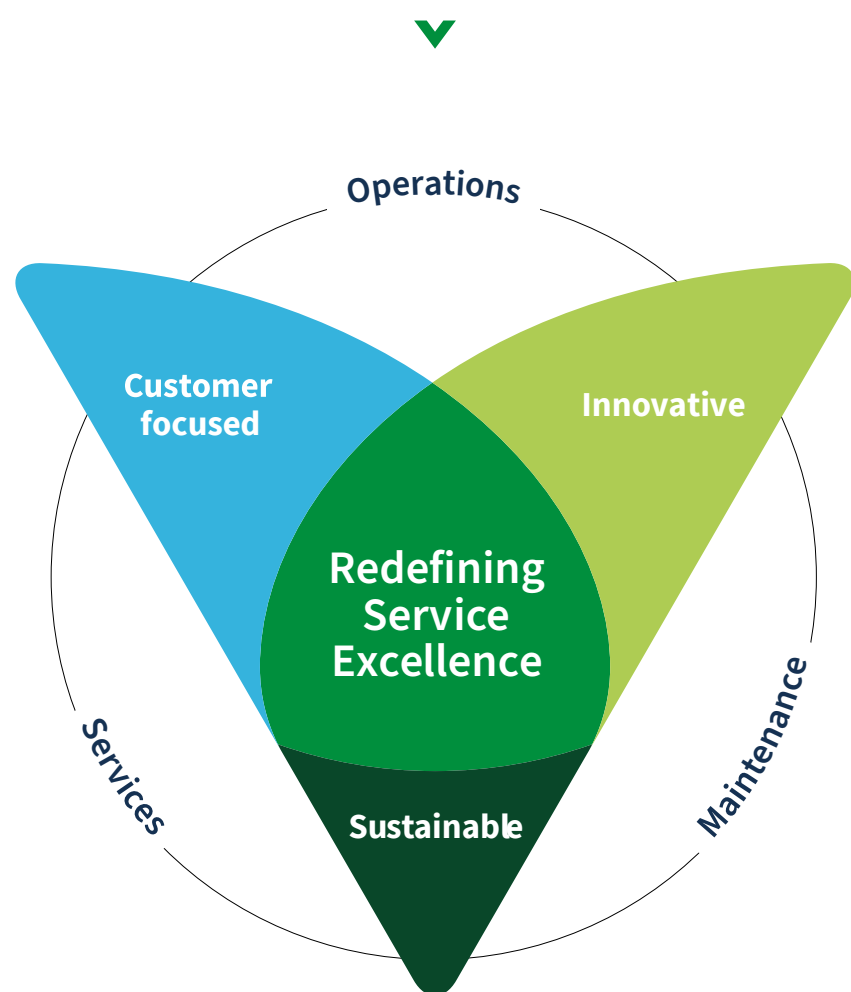 Operations
Customer
focused
Innovative
Redefining
Service
Excellence
Services
Maintenance
Sustainable